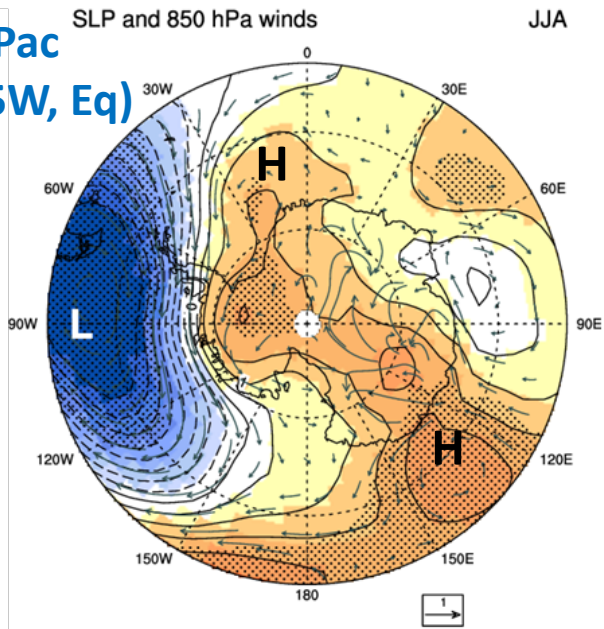 SLP and 850 hPa winds JJA
Pac
5W, Eq)
0
30W 30E
60W 60E
H
90W L 90E
H
120W 120E
150W 150E
180
1